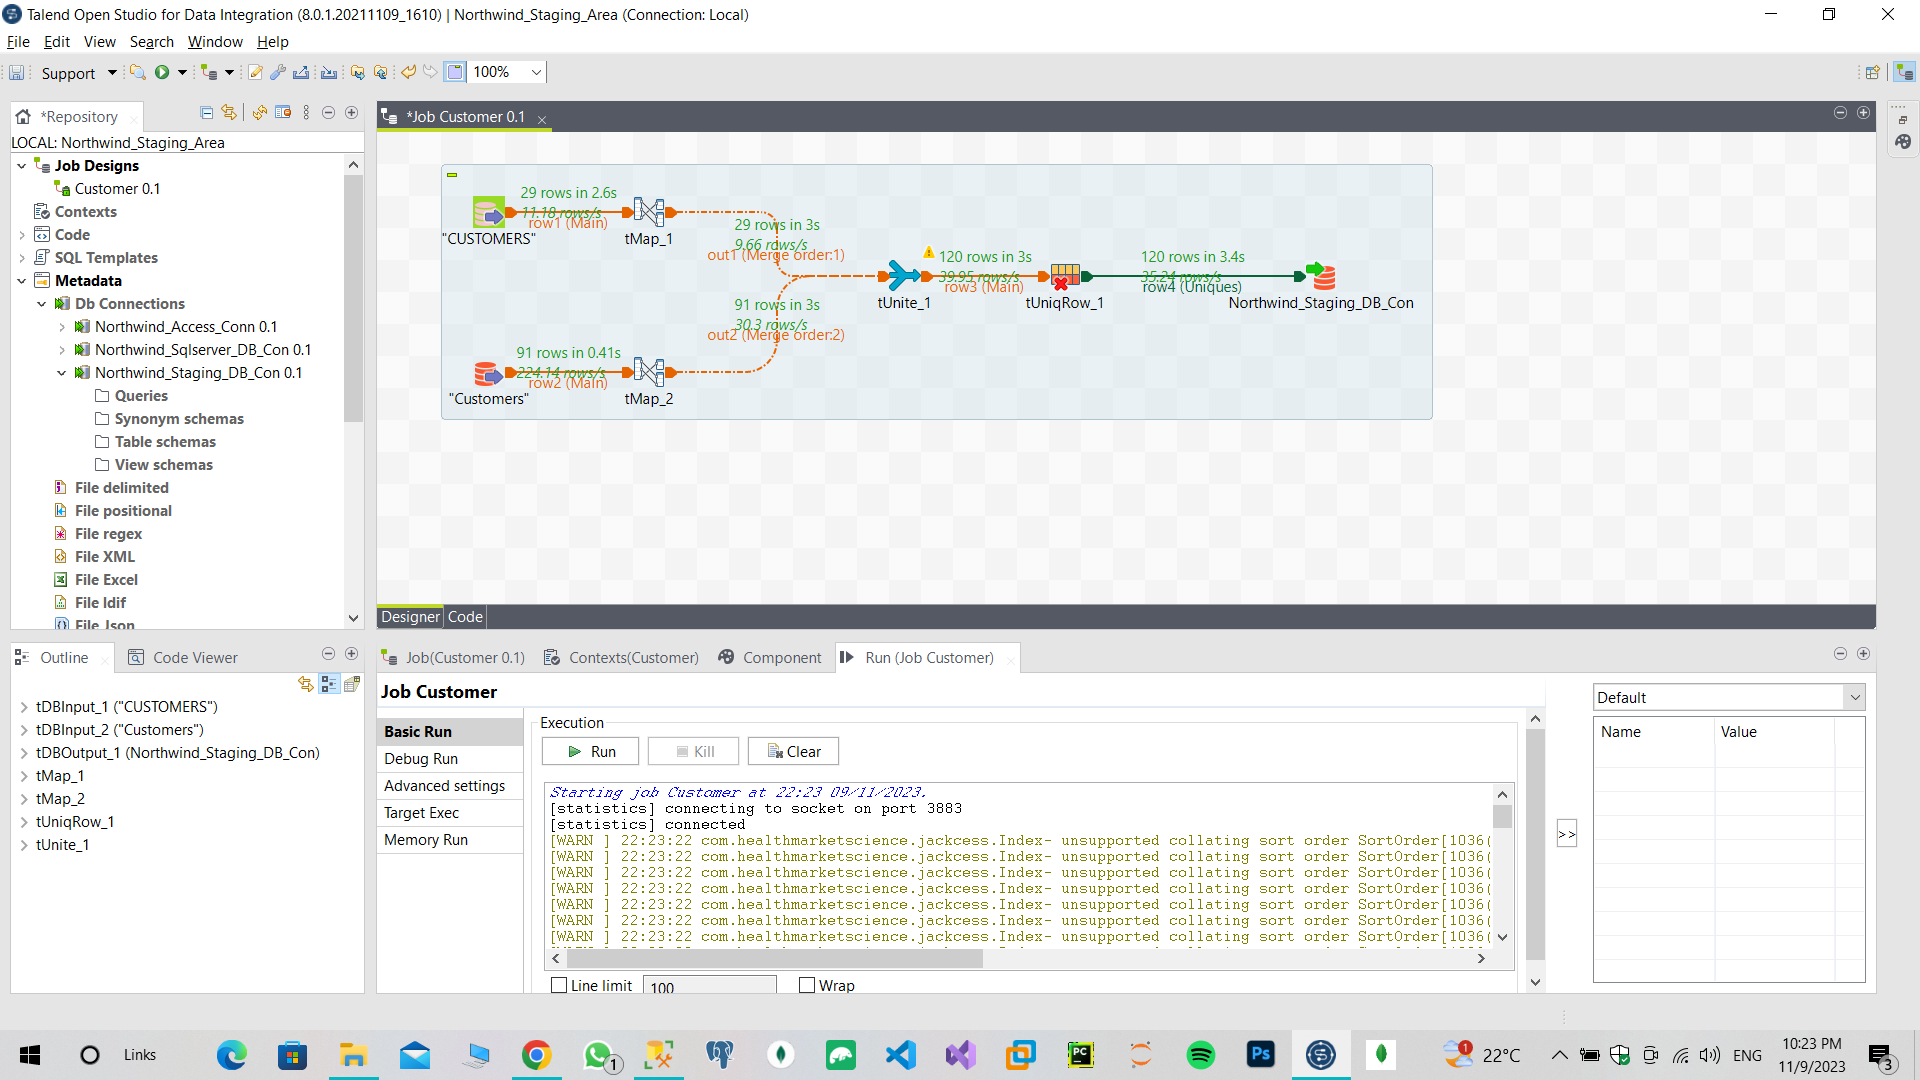 Talend Open Studio for Data Integration (8.0.1.20211109_1610) | Northwind_Staging_Area (Connection: Local)
File Edit View Search Window Help
Support 100%
*Repository
LOCAL: Northwind_Staging_Area
Job Designs
Customer 0.1
Contexts
Code
SQL Templates
Metadata
Db Connections
Northwind_Access_Conn 0.1
Northwind_Sqlserver_DB_Con 0.1
Northwind_Staging_DB_Con 0.1
Queries
Synonym schemas
Table schemas
View schemas
File delimited
File positional
File regex
File XML
File Excel
File ldif
File Json
*Job Customer 0.1
29 rows in 2.6s
11.18 rows/s
row1 (Main)
"CUSTOMERS"
tMap_1
29 rows in 3s
9.66 rows/s
out1 (Merge order:1)
91 rows in 3s
30.3 rows/s
out2 (Merge order:2)
91 rows in 0.41s
224.14 rows/s
row2 (Main)
"Customers"
tMap_2
tUnite_1
120 rows in 3s
39.95 rows/s
row3 (Main)
tUniqRow_1
120 rows in 3.4s
35.24 rows/s
row4 (Uniques)
Northwind_Staging_DB_Con
Designer Code
Outline Code Viewer
tDBInput_1 ("CUSTOMERS")
tDBInput_2 ("Customers")
tDBOutput_1 (Northwind_Staging_DB_Con)
tMap_1
tMap_2
tUniqRow_1
tUnite_1
Job(Customer 0.1) Contexts(Customer) Component Run (Job Customer)
Job Customer
Basic Run
Debug Run
Advanced settings
Target Exec
Memory Run
Execution
Run Kill Clear
Starting job Customer at 22:23 09/11/2023.
[statistics] connecting to socket on port 3883
[statistics] connected
[WARN ] 22:23:22 com.healthmarketscience.jackcess.Index- unsupported collating sort order SortOrder[1036(
[WARN ] 22:23:22 com.healthmarketscience.jackcess.Index- unsupported collating sort order SortOrder[1036(
[WARN ] 22:23:22 com.healthmarketscience.jackcess.Index- unsupported collating sort order SortOrder[1036(
[WARN ] 22:23:22 com.healthmarketscience.jackcess.Index- unsupported collating sort order SortOrder[1036(
[WARN ] 22:23:22 com.healthmarketscience.jackcess.Index- unsupported collating sort order SortOrder[1036(
[WARN ] 22:23:22 com.healthmarketscience.jackcess.Index- unsupported collating sort order SortOrder[1036(
[WARN ] 22:23:22 com.healthmarketscience.jackcess.Index- unsupported collating sort order SortOrder[1036(
Line limit 100 Wrap
>>
Default
Name Value
Links
1
PC
Ps
1
22°C
ENG
10:23 PM
11/9/2023
3